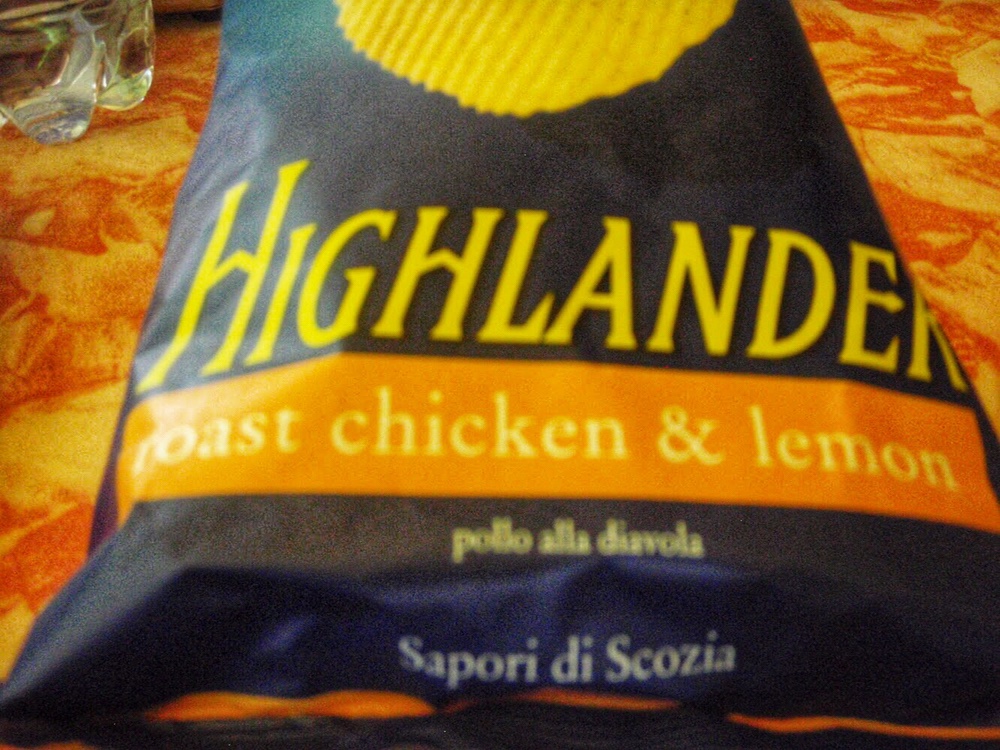 HIGHLANDER
roast chicken & lemon
pollo alla diavola
Sapori di Scozia